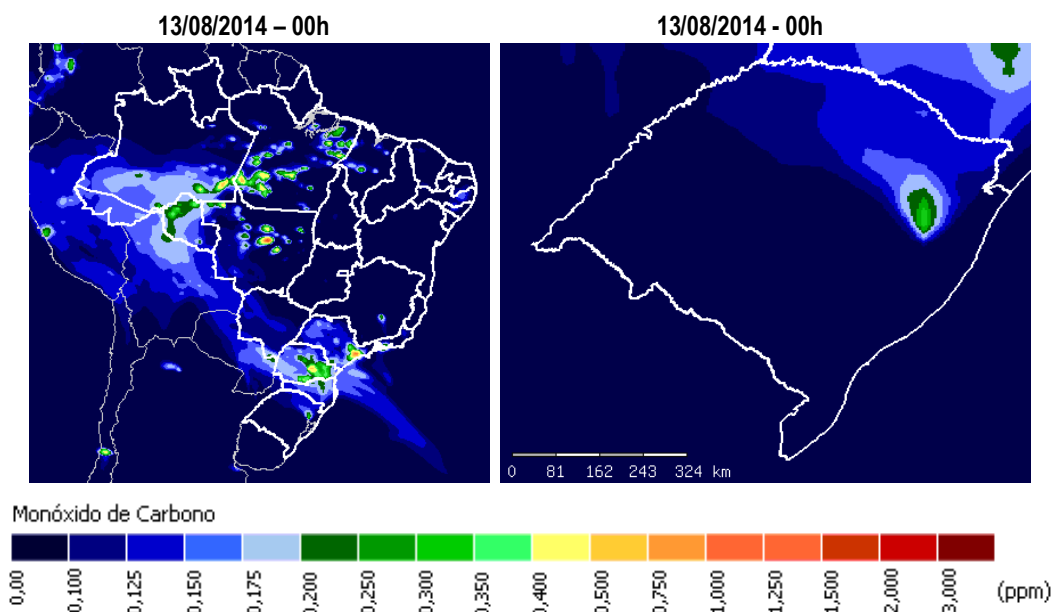 13/08/2014 – 00h
13/08/2014 - 00h
0 81 162 243 324 km
Monóxido de Carbono
0,00 0,100 0,125 0,150 0,175 0,200 0,250 0,300 0,350 0,400 0,500 0,750 1,000 1,250 1,500 2,000 3,000 (ppm)